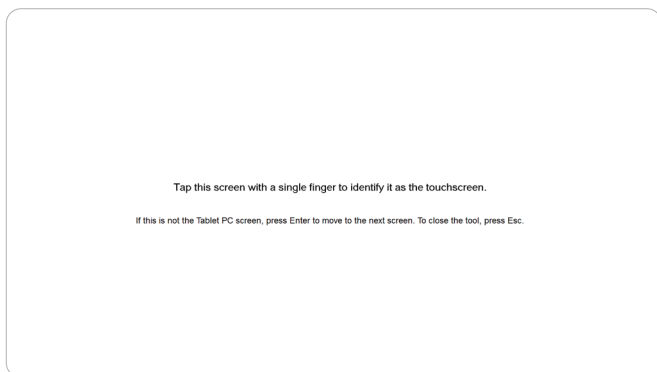 Tap this screen with a single finger to identify it as the touchscreen.
If this is not the Tablet PC screen, press Enter to move to the next screen. To close the tool, press Esc.